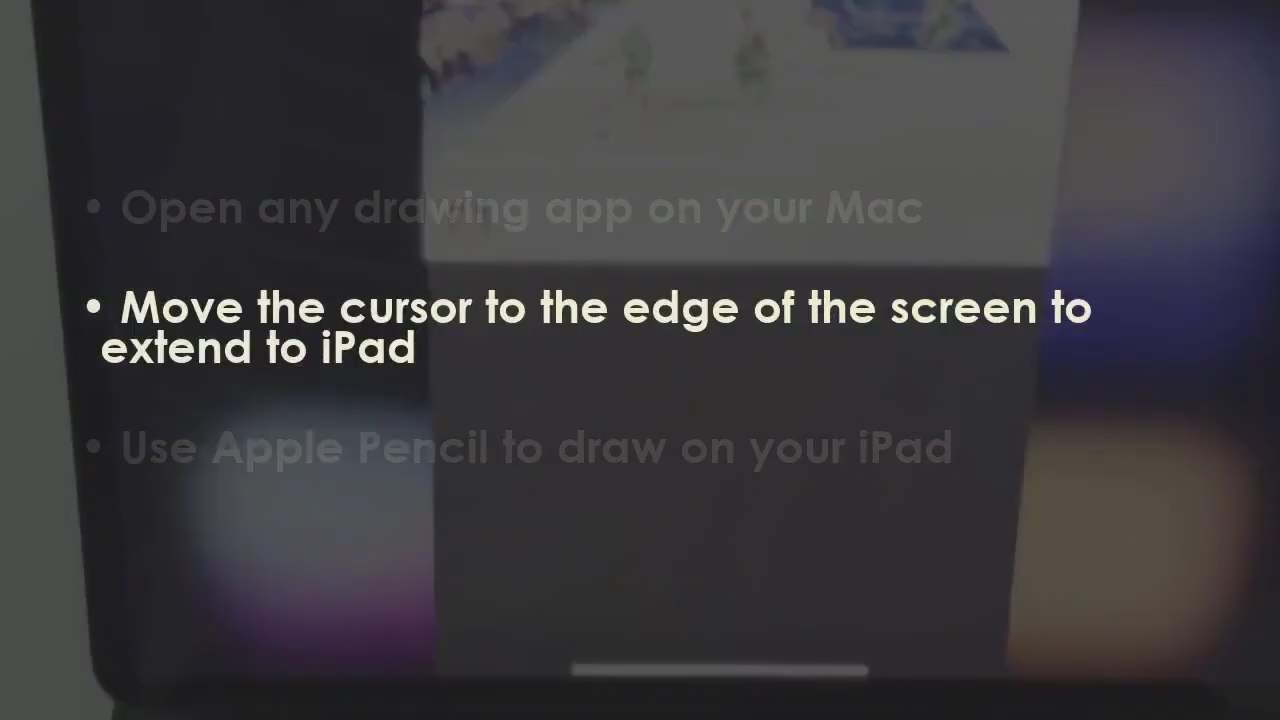 • Open any drawing app on your Mac
• Move the cursor to the edge of the screen to
extend to iPad
• Use Apple Pencil to draw on your iPad